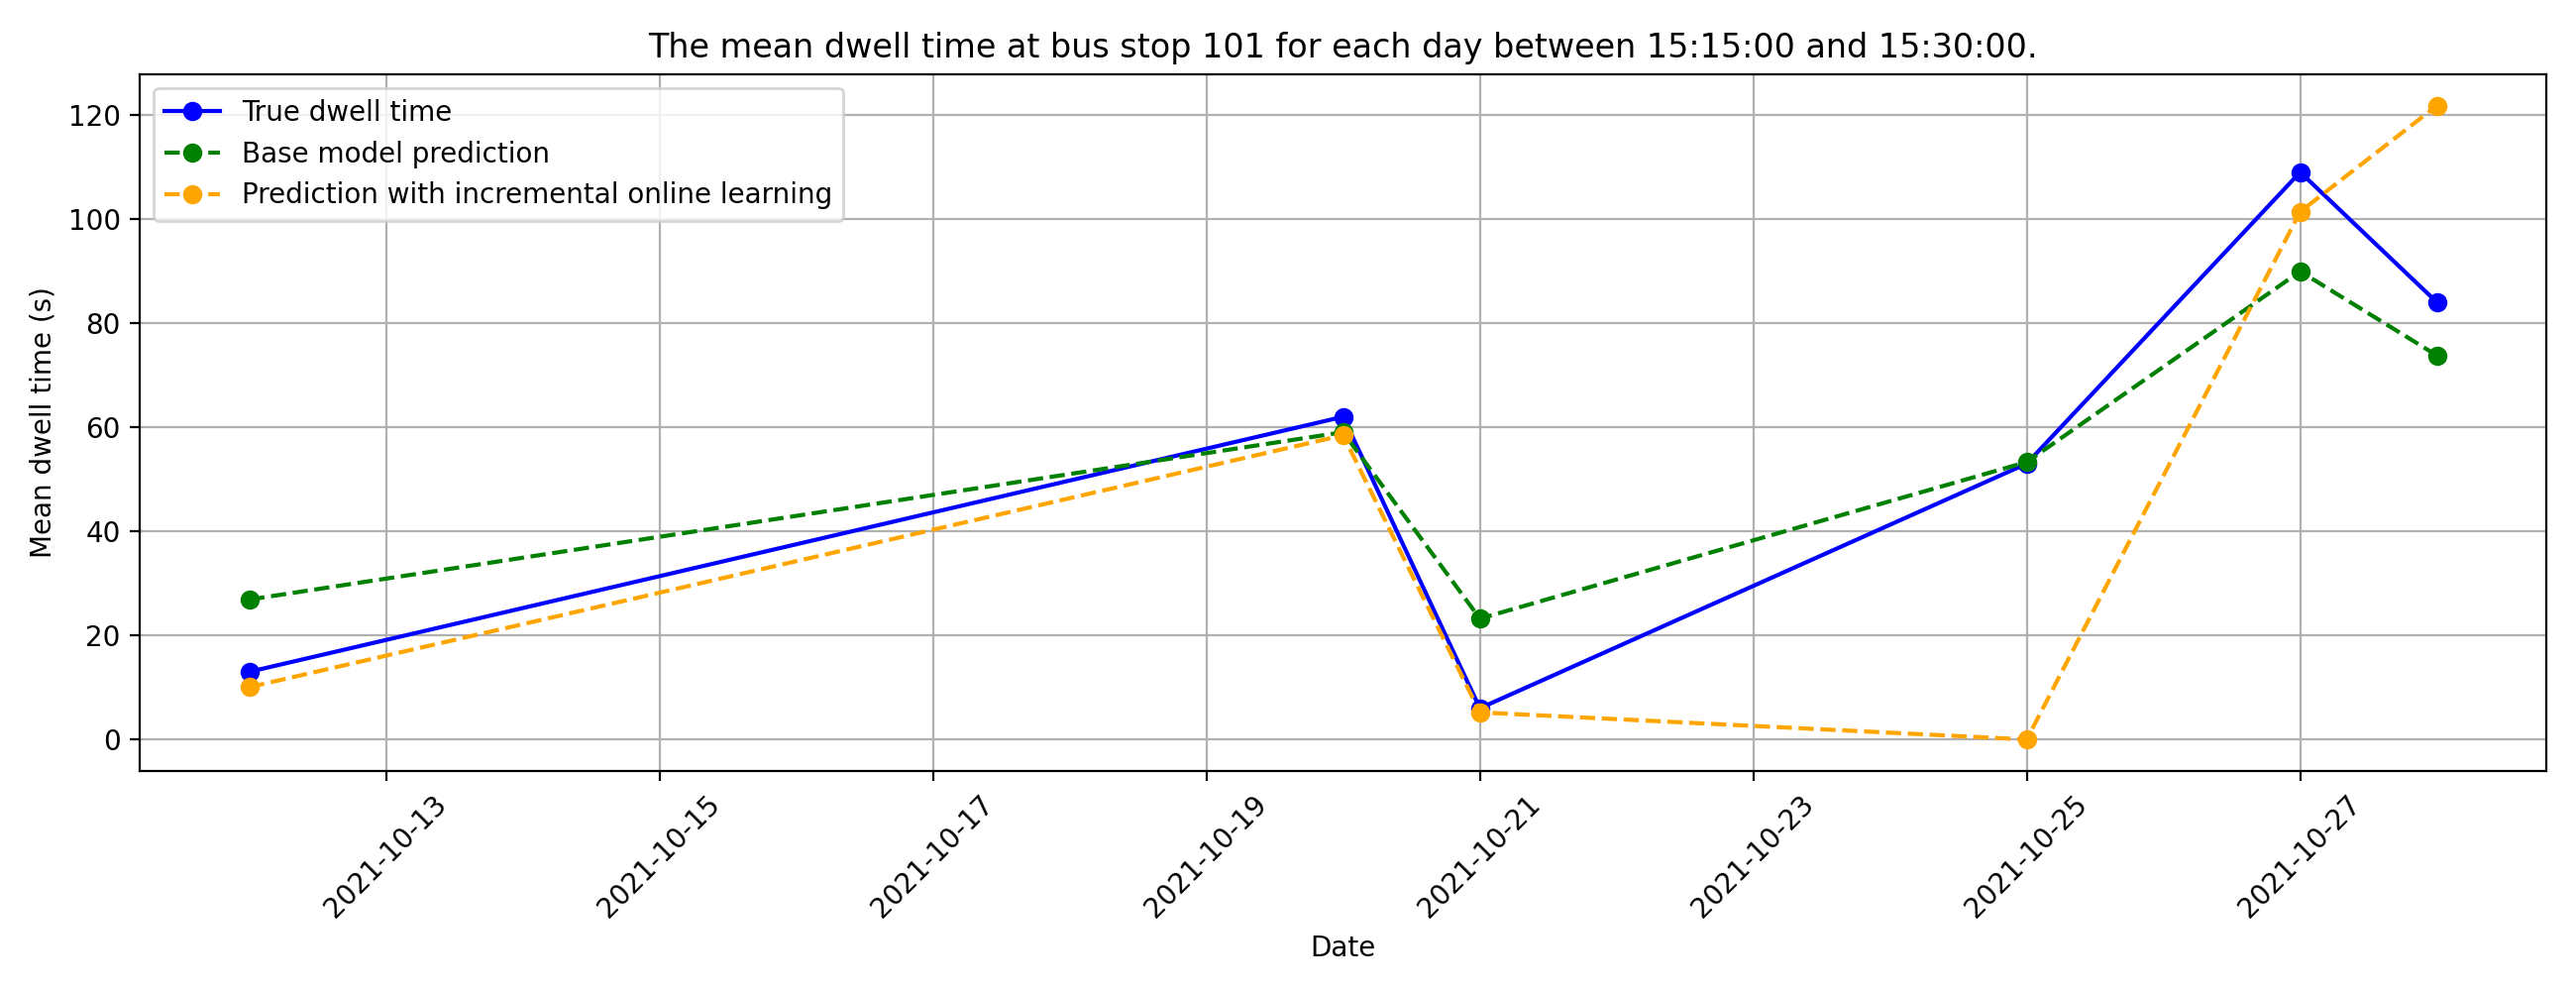 The mean dwell time at bus stop 101 for each day between 15:15:00 and 15:30:00.
True dwell time
Base model prediction
Prediction with incremental online learning
Mean dwell time (s)
120
100
80
60
40
20
0
2021-10-13
2021-10-15
2021-10-17
2021-10-19
2021-10-21
2021-10-23
2021-10-25
2021-10-27
Date